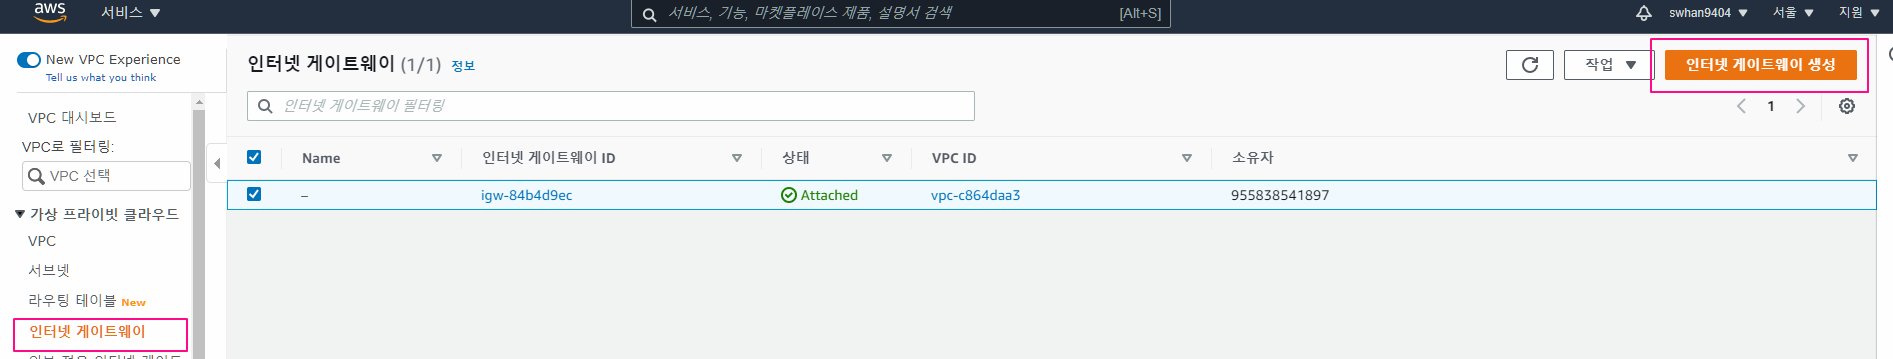 aws
서비스 ▼
서비스, 기능, 마켓플레이스 제품, 설명서 검색 [Alt+S]
swhan9404 ▼ 서울 ▼ 지원 ▼
New VPC Experience
Tell us what you think
VPC 대시보드
VPC로 필터링:
VPC 선택
▼ 가상 프라이빗 클라우드
VPC
서브넷
라우팅 테이블 New
인터넷 게이트웨이
인터넷 게이트웨이 (1/1) 정보
작업 ▼
인터넷 게이트웨이 생성
인터넷 게이트웨이 필터링
1
Name 인터넷 게이트웨이 ID 상태 VPC ID 소유자
– igw-84b4d9ec Attached vpc-c864daa3 955838541897